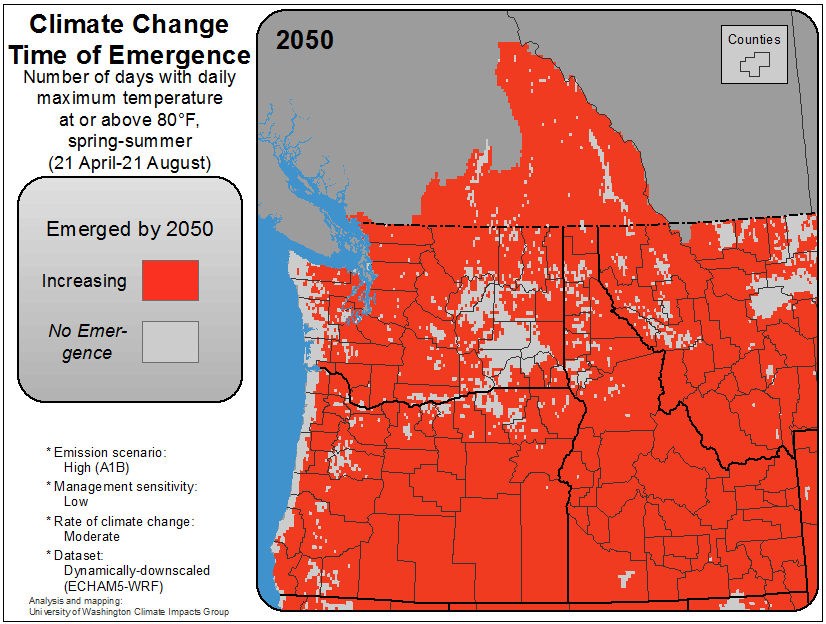 Climate Change
Time of Emergence
Number of days with daily
maximum temperature
at or above 80°F,
spring-summer
(21 April-21 August)
Emerged by 2050
Increasing
No Emer-
gence
* Emission scenario:
High (A1B)
* Management sensitivity:
Low
* Rate of climate change:
Moderate
* Dataset:
Dynamically-downscaled
(ECHAM5-WRF)
Analysis and mapping:
University of Washington Climate Impacts Group
2050
Counties